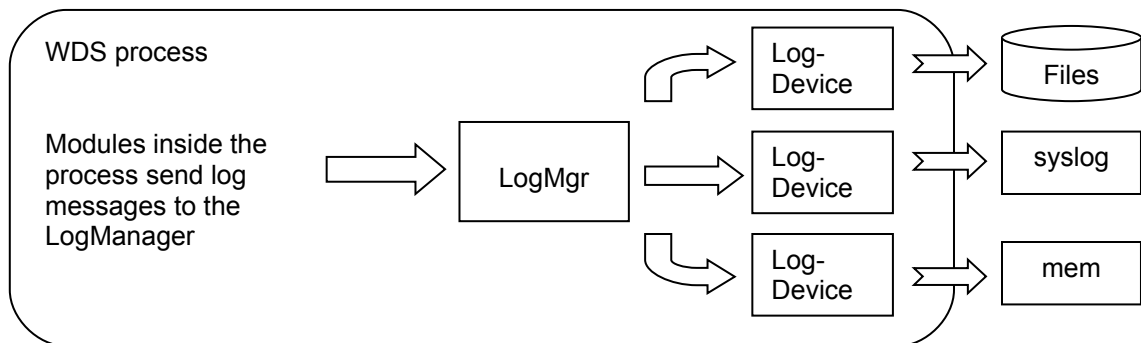 WDS process
Modules inside the
process send log
messages to the
LogManager
LogMgr
Log-
Device
Log-
Device
Log-
Device
Files
syslog
mem